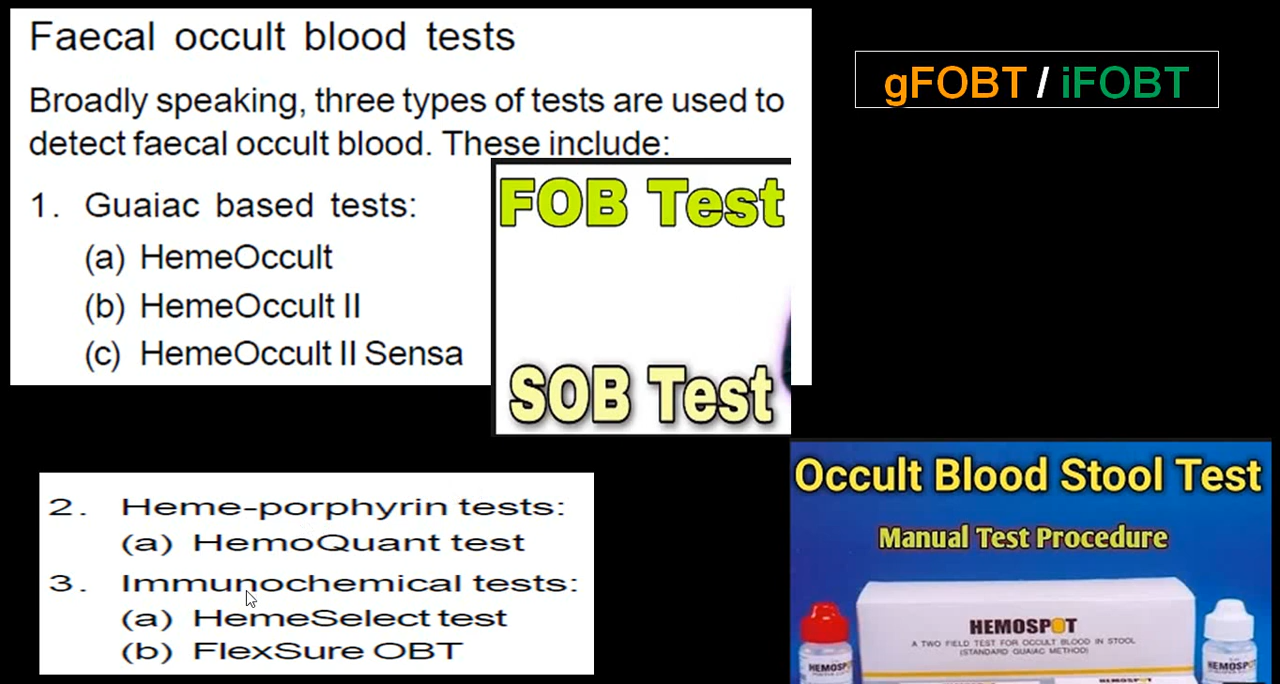 Faecal occult blood tests
gFOBT / iFOBT
Broadly speaking, three types of tests are used to
detect faecal occult blood. These include:
1. Guaiac based tests:
(a) HemeOccult
(b) HemeOccult II
(c) HemeOccult II Sensa
FOB Test
SOB Test
2. Heme-porphyrin tests:
(a) HemoQuant test
3. Immunochemical tests:
(a) HemeSelect test
(b) FlexSure OBT
Occult Blood Stool Test
Manual Test Procedure
HEMOSPOT
A TWO FIELD TEST FOR OCCULT BLOOD IN STOOL
(STANDARD GUAIAC METHOD)
HEMOSP
HEMOSP
HEMOSPOT